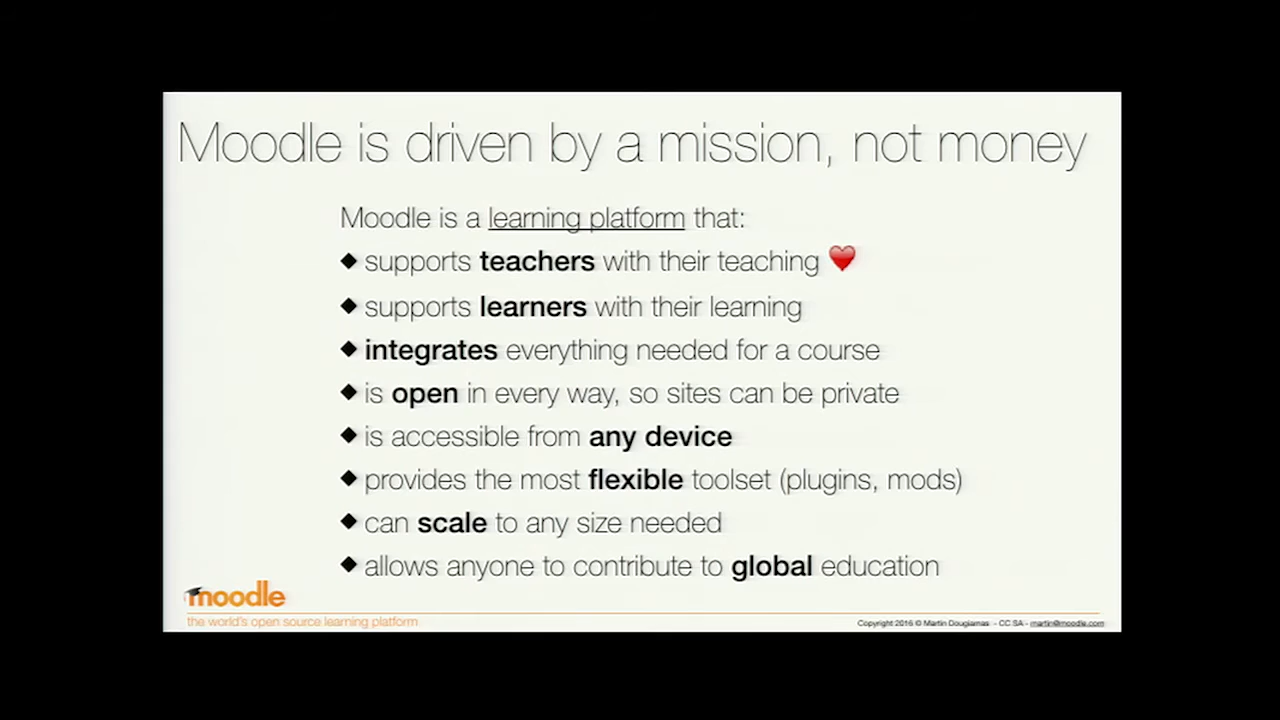 Moodle is driven by a mission, not money
Moodle is a learning platform that:
◆ supports teachers with their teaching ❤️
◆ supports learners with their learning
◆ integrates everything needed for a course
◆ is open in every way, so sites can be private
◆ is accessible from any device
◆ provides the most flexible toolset (plugins, mods)
◆ can scale to any size needed
◆ allows anyone to contribute to global education
moodle
the world's open source learning platform
Copyright 2016 © Martin Dougiamas - CC SA - martin@moodle.com